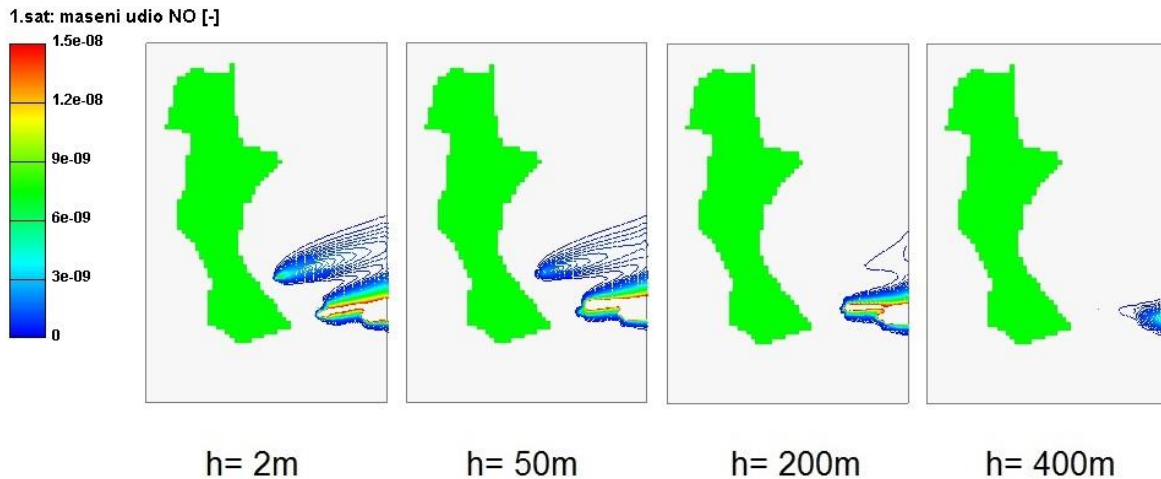 1.sat: maseni udio NO [-]
1.5e-08
1.2e-08
9e-09
6e-09
3e-09
0
h= 2m
h= 50m
h= 200m
h= 400m